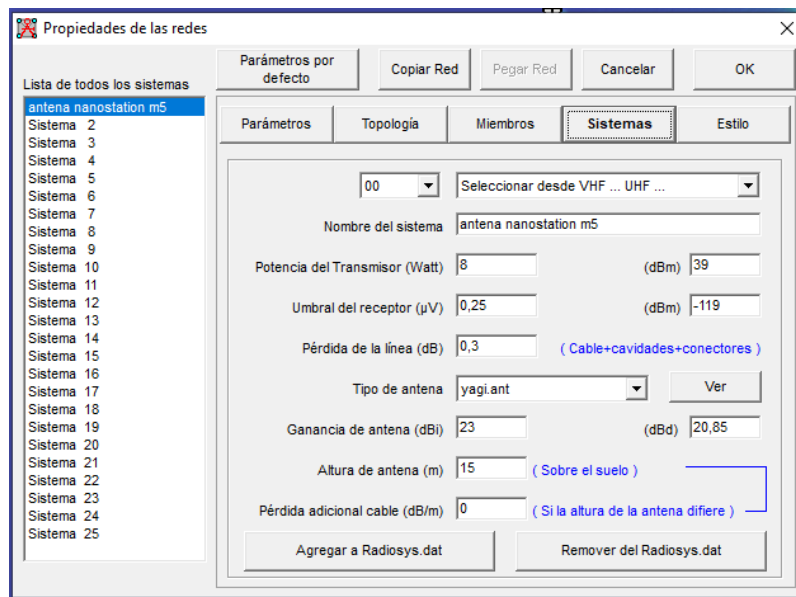 Propiedades de las redes
Parámetros por defecto
Copiar Red
Pegar Red
Cancelar
OK
Lista de todos los sistemas
antena nanostation m5
Sistema 2
Sistema 3
Sistema 4
Sistema 5
Sistema 6
Sistema 7
Sistema 8
Sistema 9
Sistema 10
Sistema 11
Sistema 12
Sistema 13
Sistema 14
Sistema 15
Sistema 16
Sistema 17
Sistema 18
Sistema 19
Sistema 20
Sistema 21
Sistema 22
Sistema 23
Sistema 24
Sistema 25
Parámetros
Topología
Miembros
Sistemas
Estilo
00 Seleccionar desde VHF ... UHF ...
Nombre del sistema antena nanostation m5
Potencia del Transmisor (Watt) 8 (dBm) 39
Umbral del receptor (µV) 0,25 (dBm) -119
Pérdida de la línea (dB) 0,3 ( Cable+cavidades+conectores )
Tipo de antena yagi.ant Ver
Ganancia de antena (dBi) 23 (dBd) 20,85
Altura de antena (m) 15 ( Sobre el suelo )
Pérdida adicional cable (dB/m) 0 ( Si la altura de la antena difiere )
Agregar a Radiosys.dat
Remover del Radiosys.dat